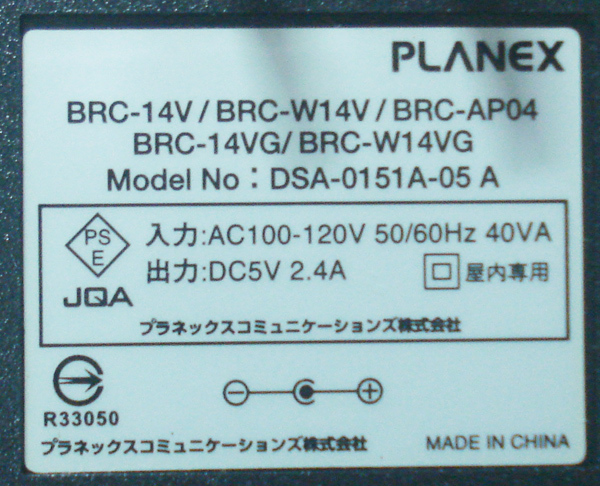 PLANEX
BRC-14V / BRC-W14V / BRC-AP04
BRC-14VG/ BRC-W14VG
Model No : DSA-0151A-05 A
PS
E
JQA
入力:AC100-120V 50/60Hz 40VA
出力:DC5V 2.4A
屋内専用
プラネックスコミュニケーションズ株式会社
R33050
プラネックスコミュニケーションズ株式会社
MADE IN CHINA